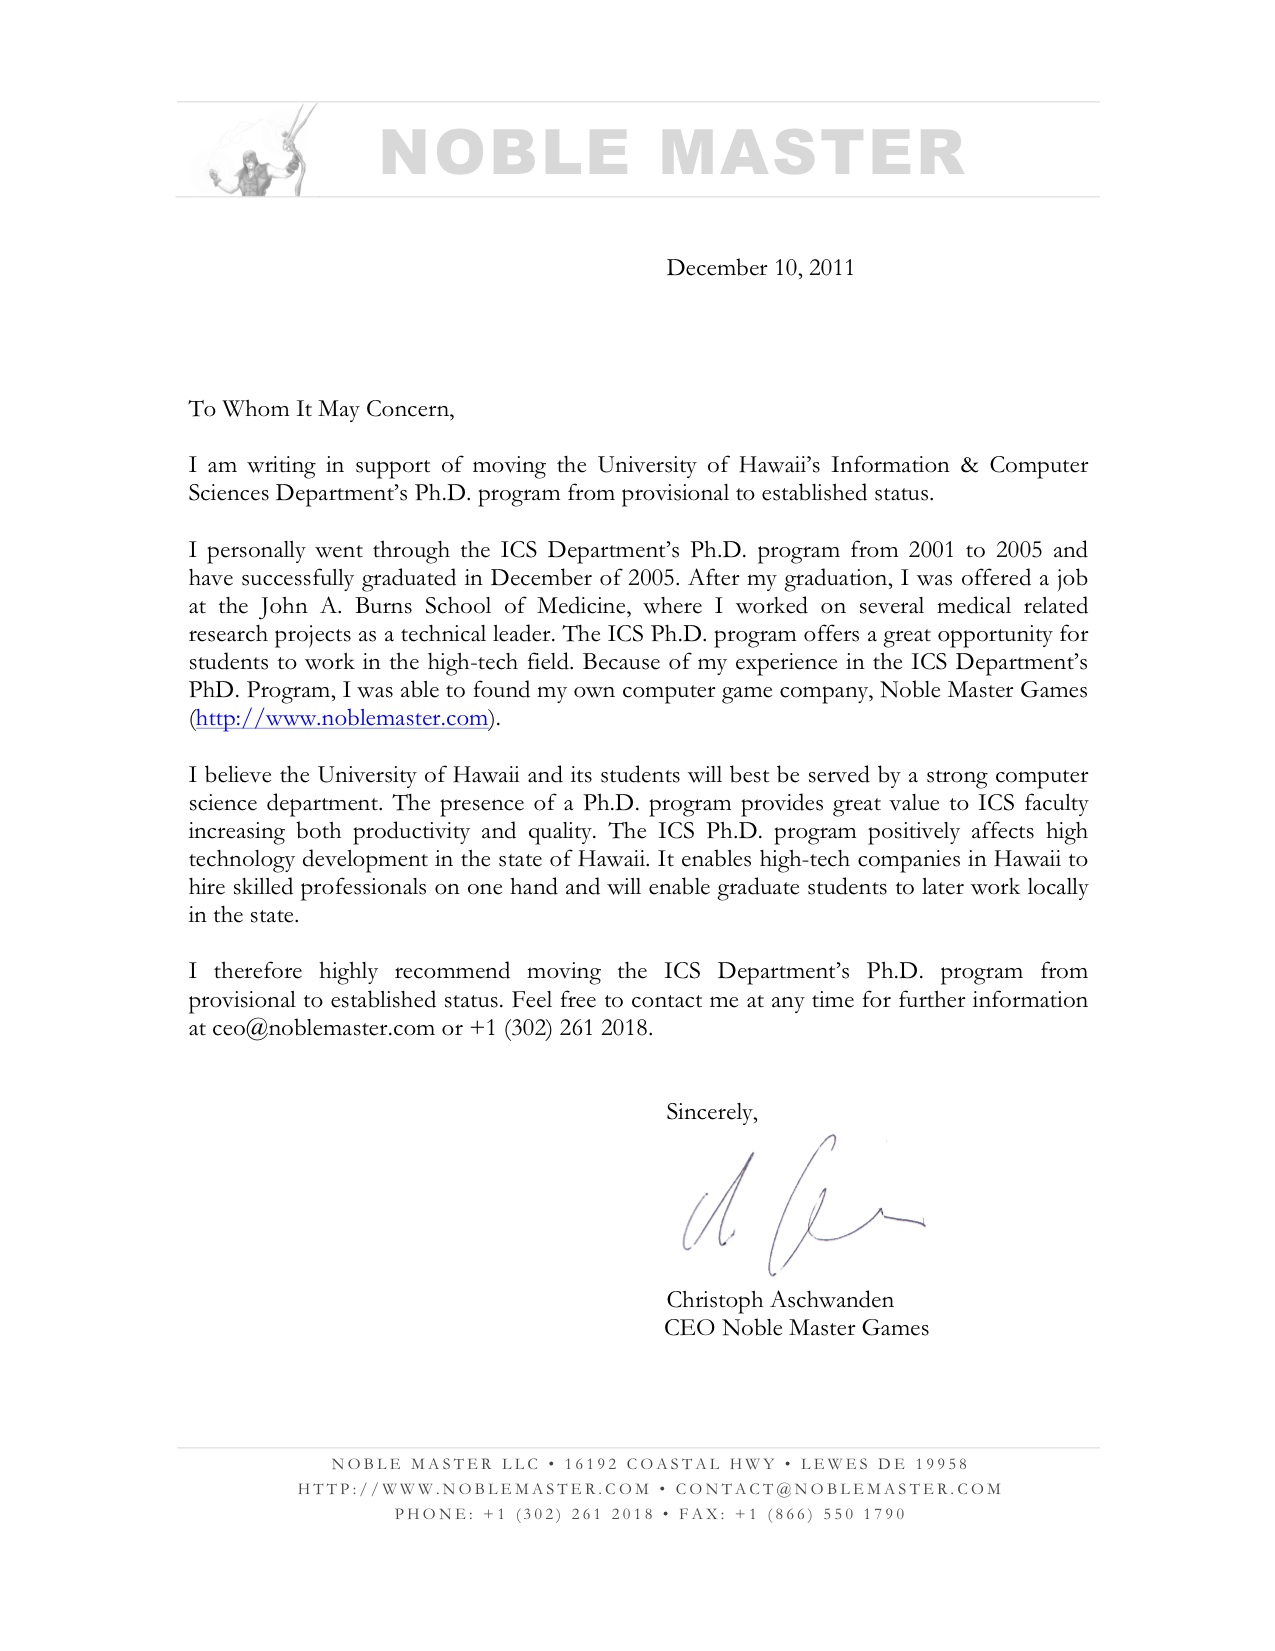 NOBLE MASTER
December 10, 2011
To Whom It May Concern,
I am writing in support of moving the University of Hawaii’s Information & Computer
Sciences Department’s Ph.D. program from provisional to established status.
I personally went through the ICS Department’s Ph.D. program from 2001 to 2005 and
have successfully graduated in December of 2005. After my graduation, I was offered a job
at the John A. Burns School of Medicine, where I worked on several medical related
research projects as a technical leader. The ICS Ph.D. program offers a great opportunity for
students to work in the high-tech field. Because of my experience in the ICS Department’s
PhD. Program, I was able to found my own computer game company, Noble Master Games
(http://www.noblemaster.com).
I believe the University of Hawaii and its students will best be served by a strong computer
science department. The presence of a Ph.D. program provides great value to ICS faculty
increasing both productivity and quality. The ICS Ph.D. program positively affects high
technology development in the state of Hawaii. It enables high-tech companies in Hawaii to
hire skilled professionals on one hand and will enable graduate students to later work locally
in the state.
I therefore highly recommend moving the ICS Department’s Ph.D. program from
provisional to established status. Feel free to contact me at any time for further information
at ceo@noblemaster.com or +1 (302) 261 2018.
Sincerely,
Christoph Aschwanden
CEO Noble Master Games
NOBLE MASTER LLC • 16192 COASTAL HWY • LEWES DE 19958
HTTP://WWW.NOBLEMASTER.COM • CONTACT@NOBLEMASTER.COM
PHONE: +1 (302) 261 2018 • FAX: +1 (866) 550 1790